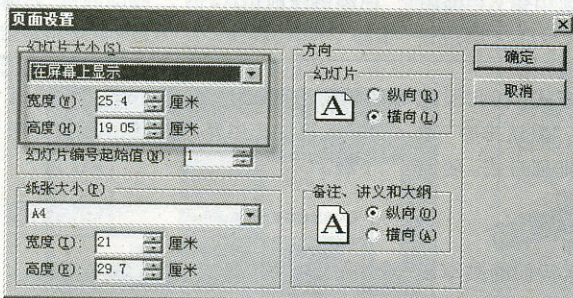 页面设置
幻灯片大小(S)
在屏幕上显示
宽度(W): 25.4 厘米
高度(H): 19.05 厘米
幻灯片编号起始值(N): 1
纸张大小(P)
A4
宽度(I): 21 厘米
高度(E): 29.7 厘米
方向
幻灯片
A
纵向(R)
横向(L)
备注、讲义和大纲
A
纵向(O)
横向(A)
确定
取消